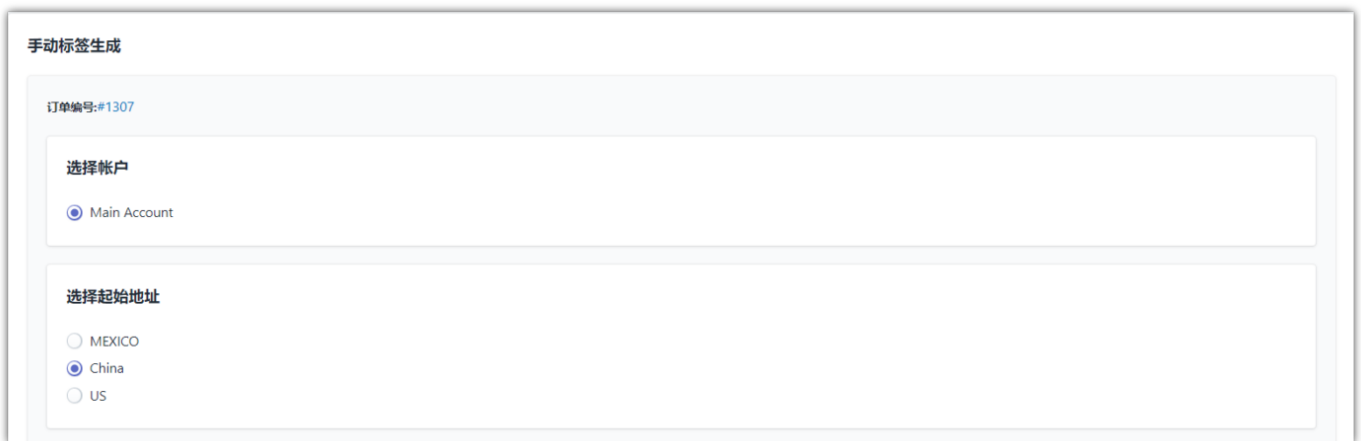 手动标签生成
订单编号:#1307
选择帐户
Main Account
选择起始地址
MEXICO
China
US